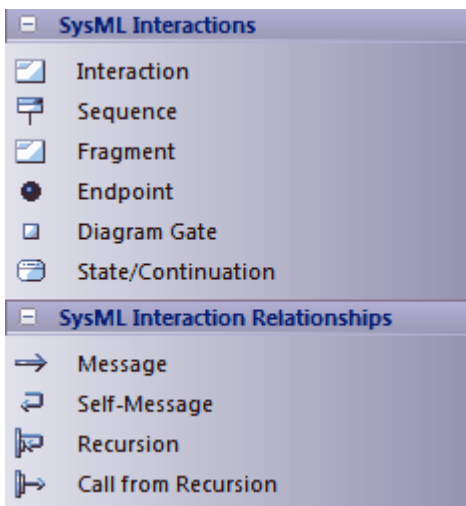 SysML Interactions
Interaction
Sequence
Fragment
Endpoint
Diagram Gate
State/Continuation
SysML Interaction Relationships
Message
Self-Message
Recursion
Call from Recursion